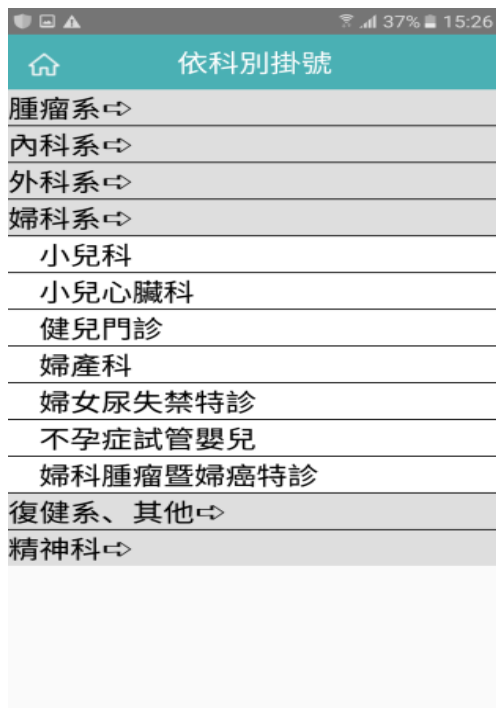 37% 15:26
依科別掛號
腫瘤系➩
內科系➩
外科系➩
婦科系➩
小兒科
小兒心臟科
健兒門診
婦產科
婦女尿失禁特診
不孕症試管嬰兒
婦科腫瘤暨婦癌特診
復健系、其他➩
精神科➩